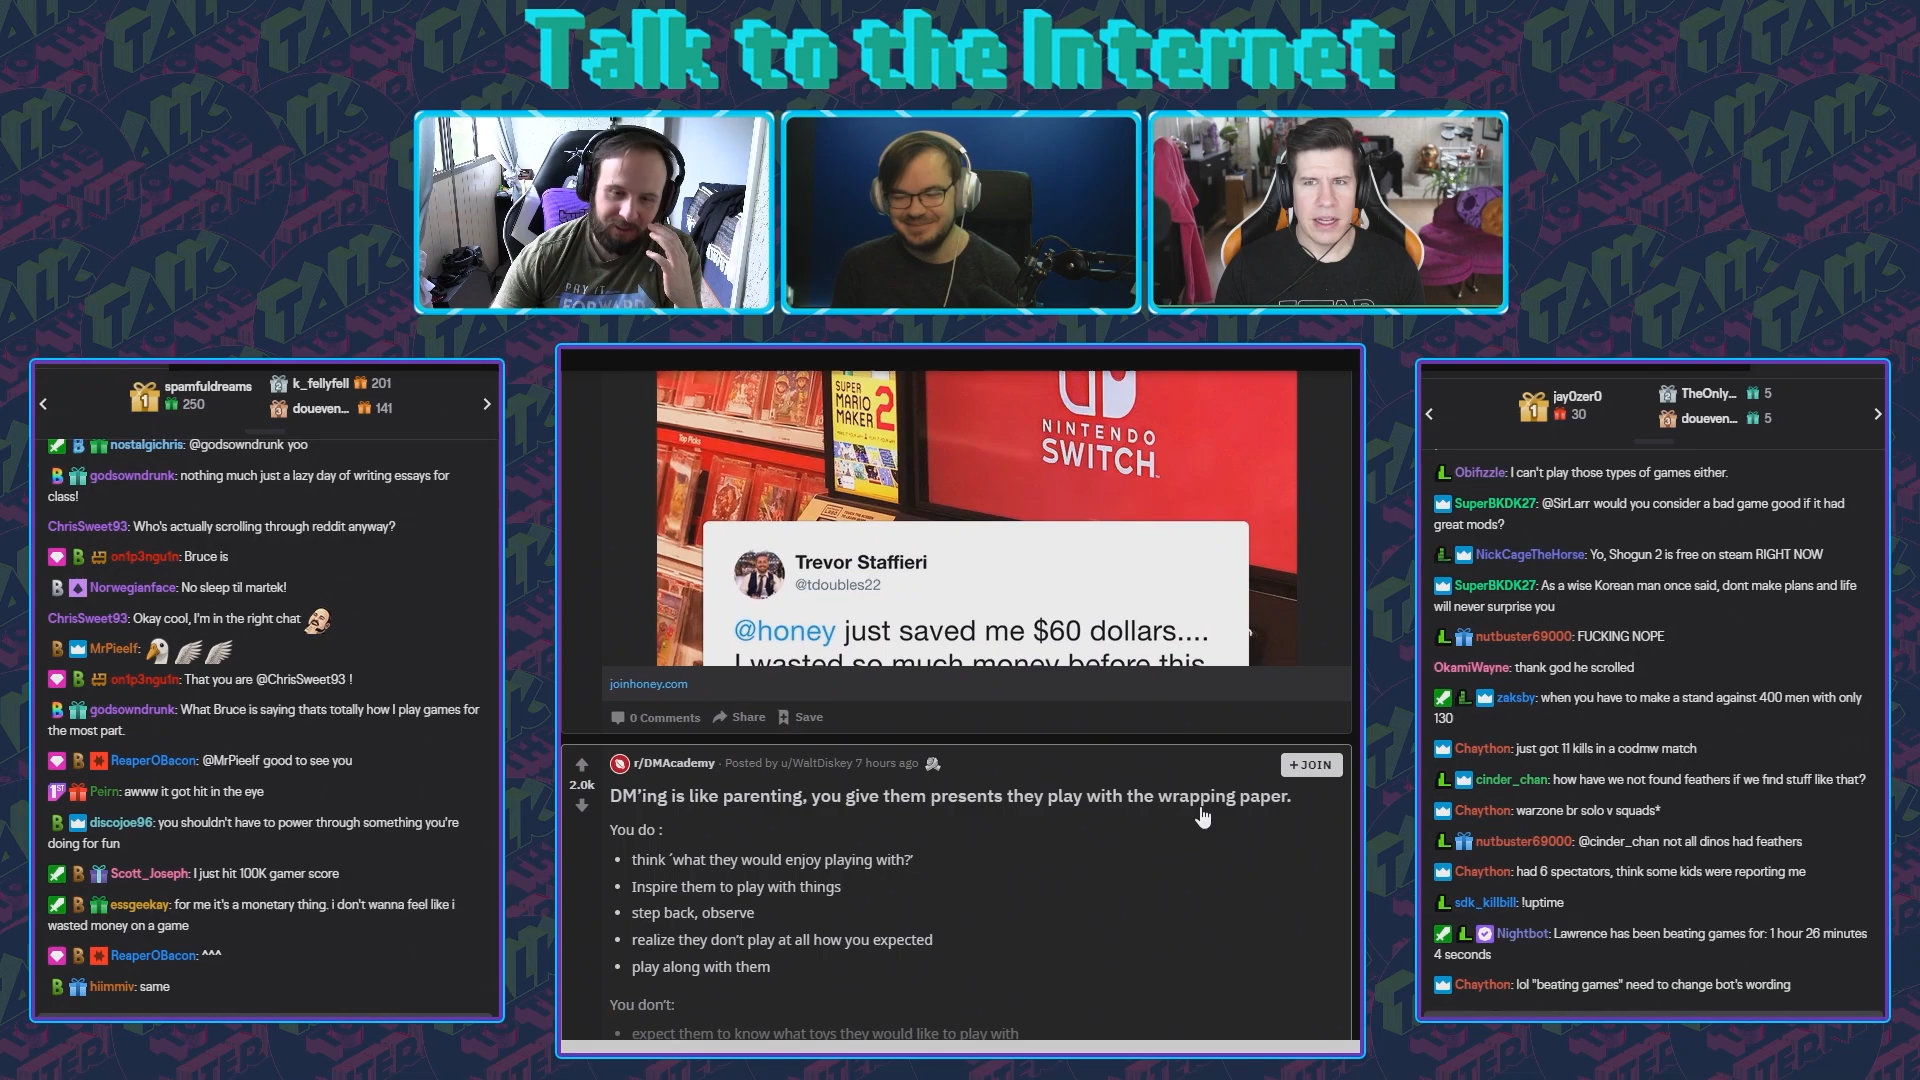 Talk to the Internet
PAY IT
FORWARD
spamfuldreams
250
k_fellyfell 201
doueven... 141
nostalgichris: @godsowndrunk yoo
godsowndrunk: nothing much just a lazy day of writing essays for
class!
ChrisSweet93: Who's actually scrolling through reddit anyway?
on1p3ngu1n: Bruce is
Norwegianface: No sleep til martek!
ChrisSweet93: Okay cool, I'm in the right chat
MrPieelf:
on1p3ngu1n: That you are @ChrisSweet93 !
godsowndrunk: What Bruce is saying thats totally how I play games for
the most part.
ReaperOBacon: @MrPieelf good to see you
Peirn: awww it got hit in the eye
discojoe96: you shouldn't have to power through something you're
doing for fun
Scott_Joseph: I just hit 100K gamer score
essgeekay: for me it's a monetary thing. i don't wanna feel like i
wasted money on a game
ReaperOBacon: ^^^
hiimmiv: same
Top Picks
SUPER
MARIO
MAKER
2
NINTENDO
SWITCH
Trevor Staffieri
@tdoubles22
@honey just saved me $60 dollars....
I wasted so much money before this
joinhoney.com
0 Comments Share Save
2.0k
r/DMAcademy · Posted by u/WaltDiskey 7 hours ago
+ JOIN
DM’ing is like parenting, you give them presents they play with the wrapping paper.
You do :
• think ´what they would enjoy playing with?’
• Inspire them to play with things
• step back, observe
• realize they don’t play at all how you expected
• play along with them
You don’t:
• expect them to know what toys they would like to play with
jay0zer0
30
TheOnly... 5
doueven... 5
Obifizzle: I can't play those types of games either.
SuperBKDK27: @SirLarr would you consider a bad game good if it had
great mods?
NickCageTheHorse: Yo, Shogun 2 is free on steam RIGHT NOW
SuperBKDK27: As a wise Korean man once said, dont make plans and life
will never surprise you
nutbuster69000: FUCKING NOPE
OkamiWayne: thank god he scrolled
zaksby: when you have to make a stand against 400 men with only
130
Chaython: just got 11 kills in a codmw match
cinder_chan: how have we not found feathers if we find stuff like that?
Chaython: warzone br solo v squads*
nutbuster69000: @cinder_chan not all dinos had feathers
Chaython: had 6 spectators, think some kids were reporting me
sdk_killbill: !uptime
Nightbot: Lawrence has been beating games for: 1 hour 26 minutes
4 seconds
Chaython: lol "beating games" need to change bot's wording